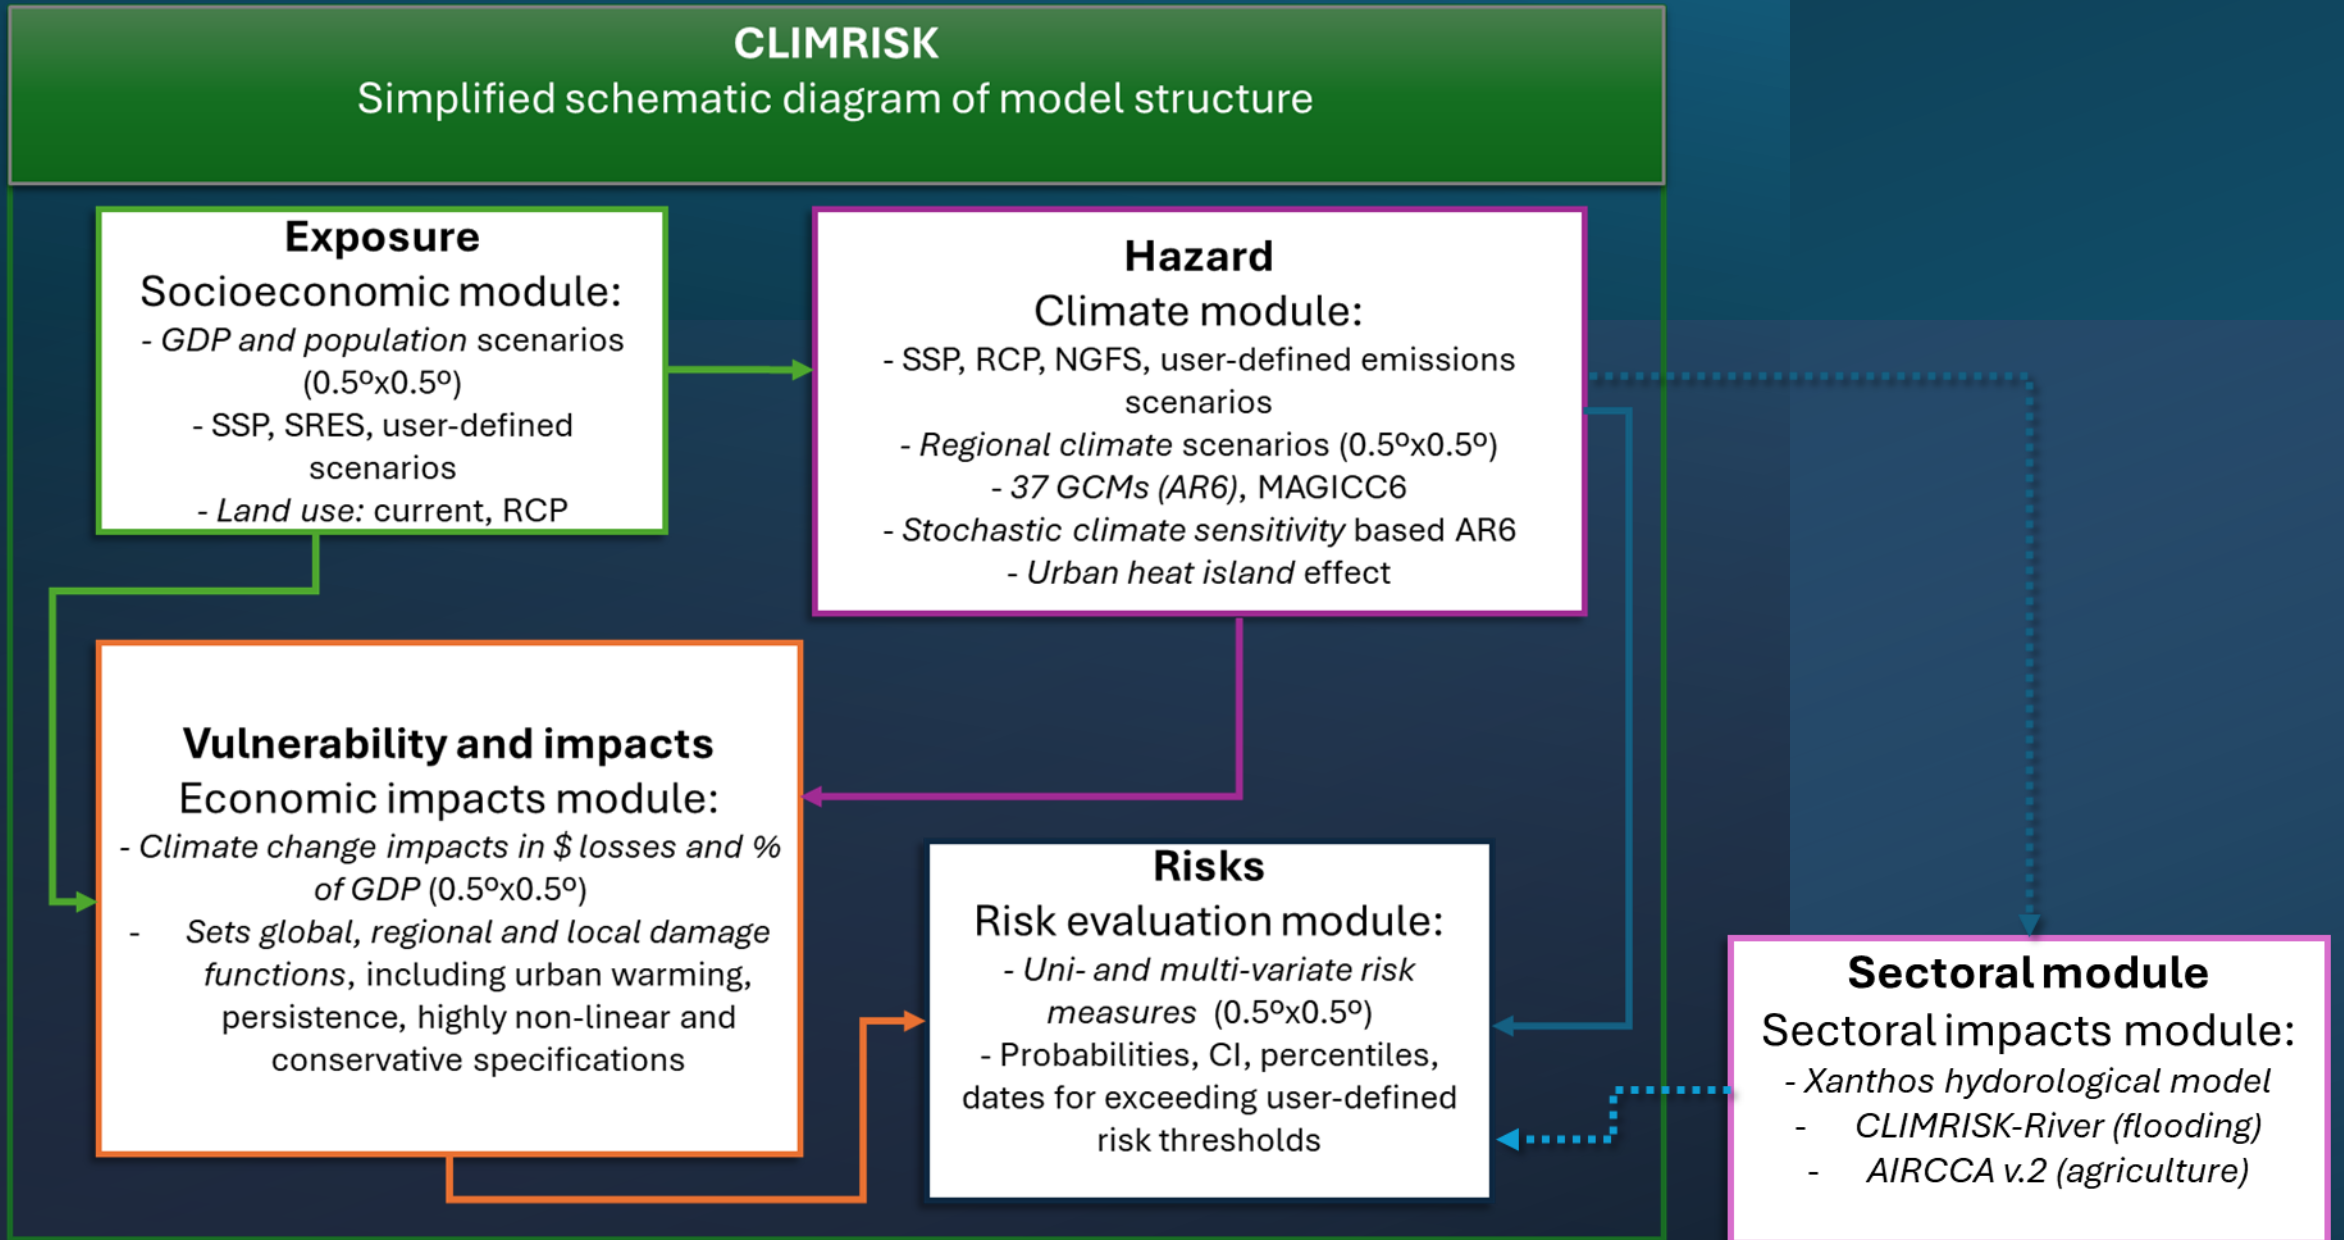 CLIMRISK
Simplified schematic diagram of model structure
Exposure
Socioeconomic module:
- GDP and population scenarios
(0.5ºx0.5º)
- SSP, SRES, user-defined
scenarios
- Land use: current, RCP
Hazard
Climate module:
- SSP, RCP, NGFS, user-defined emissions
scenarios
- Regional climate scenarios (0.5ºx0.5º)
- 37 GCMs (AR6), MAGICC6
- Stochastic climate sensitivity based AR6
- Urban heat island effect
Vulnerability and impacts
Economic impacts module:
- Climate change impacts in $ losses and %
of GDP (0.5ºx0.5º)
- Sets global, regional and local damage
functions, including urban warming,
persistence, highly non-linear and
conservative specifications
Risks
Risk evaluation module:
- Uni- and multi-variate risk
measures (0.5ºx0.5º)
- Probabilities, CI, percentiles,
dates for exceeding user-defined
risk thresholds
Sectoral module
Sectoral impacts module:
- Xanthos hydorological model
- CLIMRISK-River (flooding)
- AIRCCA v.2 (agriculture)